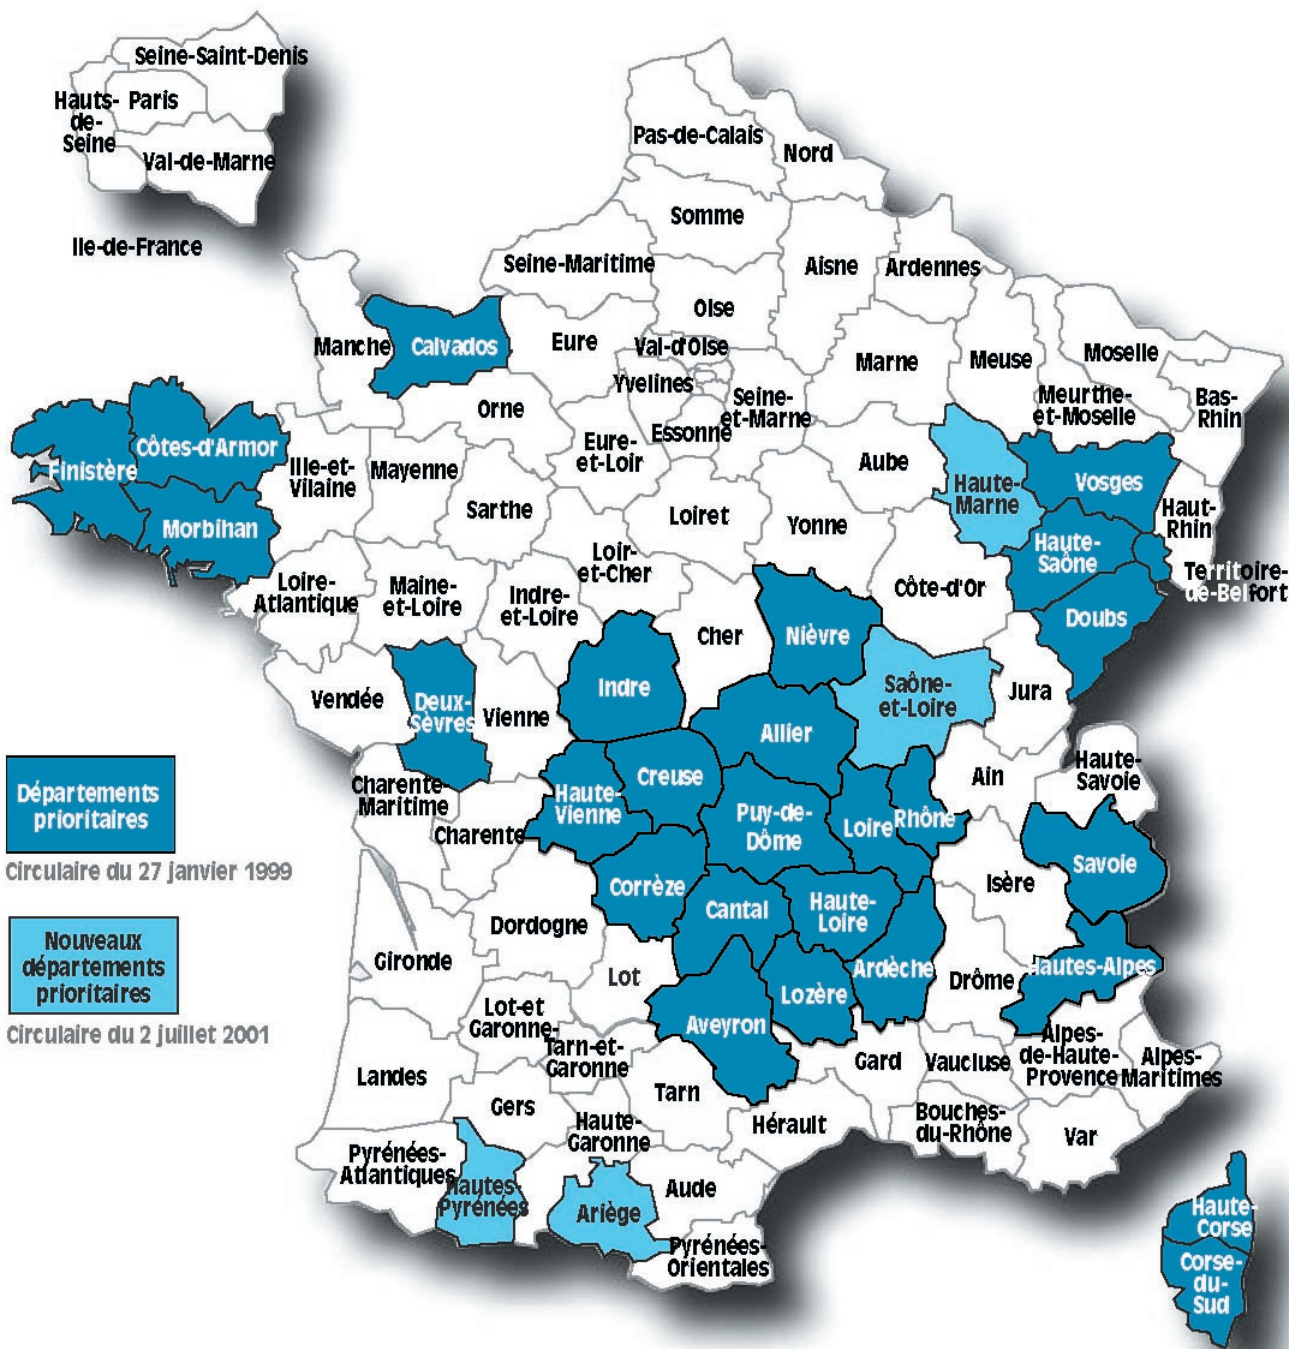 Seine-Saint-Denis
Hauts-
de-
Seine
Paris
Val-de-Marne
Ile-de-France
Pas-de-Calais
Nord
Somme
Seine-Maritime
Aisne
Ardennes
Oise
Manche
Calvados
Eure
Val-d'Oise
Marne
Meuse
Moselle
Yvelines
Seine-
et-Marne
Meurthe-
et-Moselle
Bas-
Rhin
Orne
Essonne
Côtes-d'Armor
Finistère
Ille-et-
Vilaine
Mayenne
Eure-
et-Loir
Aube
Haute-
Marne
Vosges
Morbihan
Sarthe
Loiret
Yonne
Haut-
Rhin
Loir-
et-Cher
Haute-
Saône
Territoire-
de-Belfort
Loire-
Atlantique
Maine-
et-Loire
Indre-
et-Loire
Côte-d'Or
Cher
Nièvre
Doubs
Vendée
Deux-
Sèvres
Vienne
Indre
Saône-
et-Loire
Jura
Allier
Départements
prioritaires
Circulaire du 27 janvier 1999
Charente-
Maritime
Charente
Haute-
Vienne
Creuse
Puy-de-
Dôme
Loire
Rhône
Ain
Haute-
Savoie
Savoie
Isère
Corrèze
Cantal
Haute-
Loire
Nouveaux
départements
prioritaires
Circulaire du 2 juillet 2001
Dordogne
Gironde
Lot
Ardèche
Drôme
Hautes-Alpes
Lozère
Aveyron
Lot-et
Garonne-
Tarn-et-
Garonne
Landes
Tarn
Gard
Vaucluse
Alpes-
de-Haute-
Provence
Alpes-
Maritimes
Gers
Haute-
Garonne
Hérault
Bouches-
du-Rhône
Var
Pyrénées-
Atlantiques
Hautes-
Pyrénées
Ariège
Aude
Pyrénées-
Orientales
Haute-
Corse
Corse-
du-
Sud